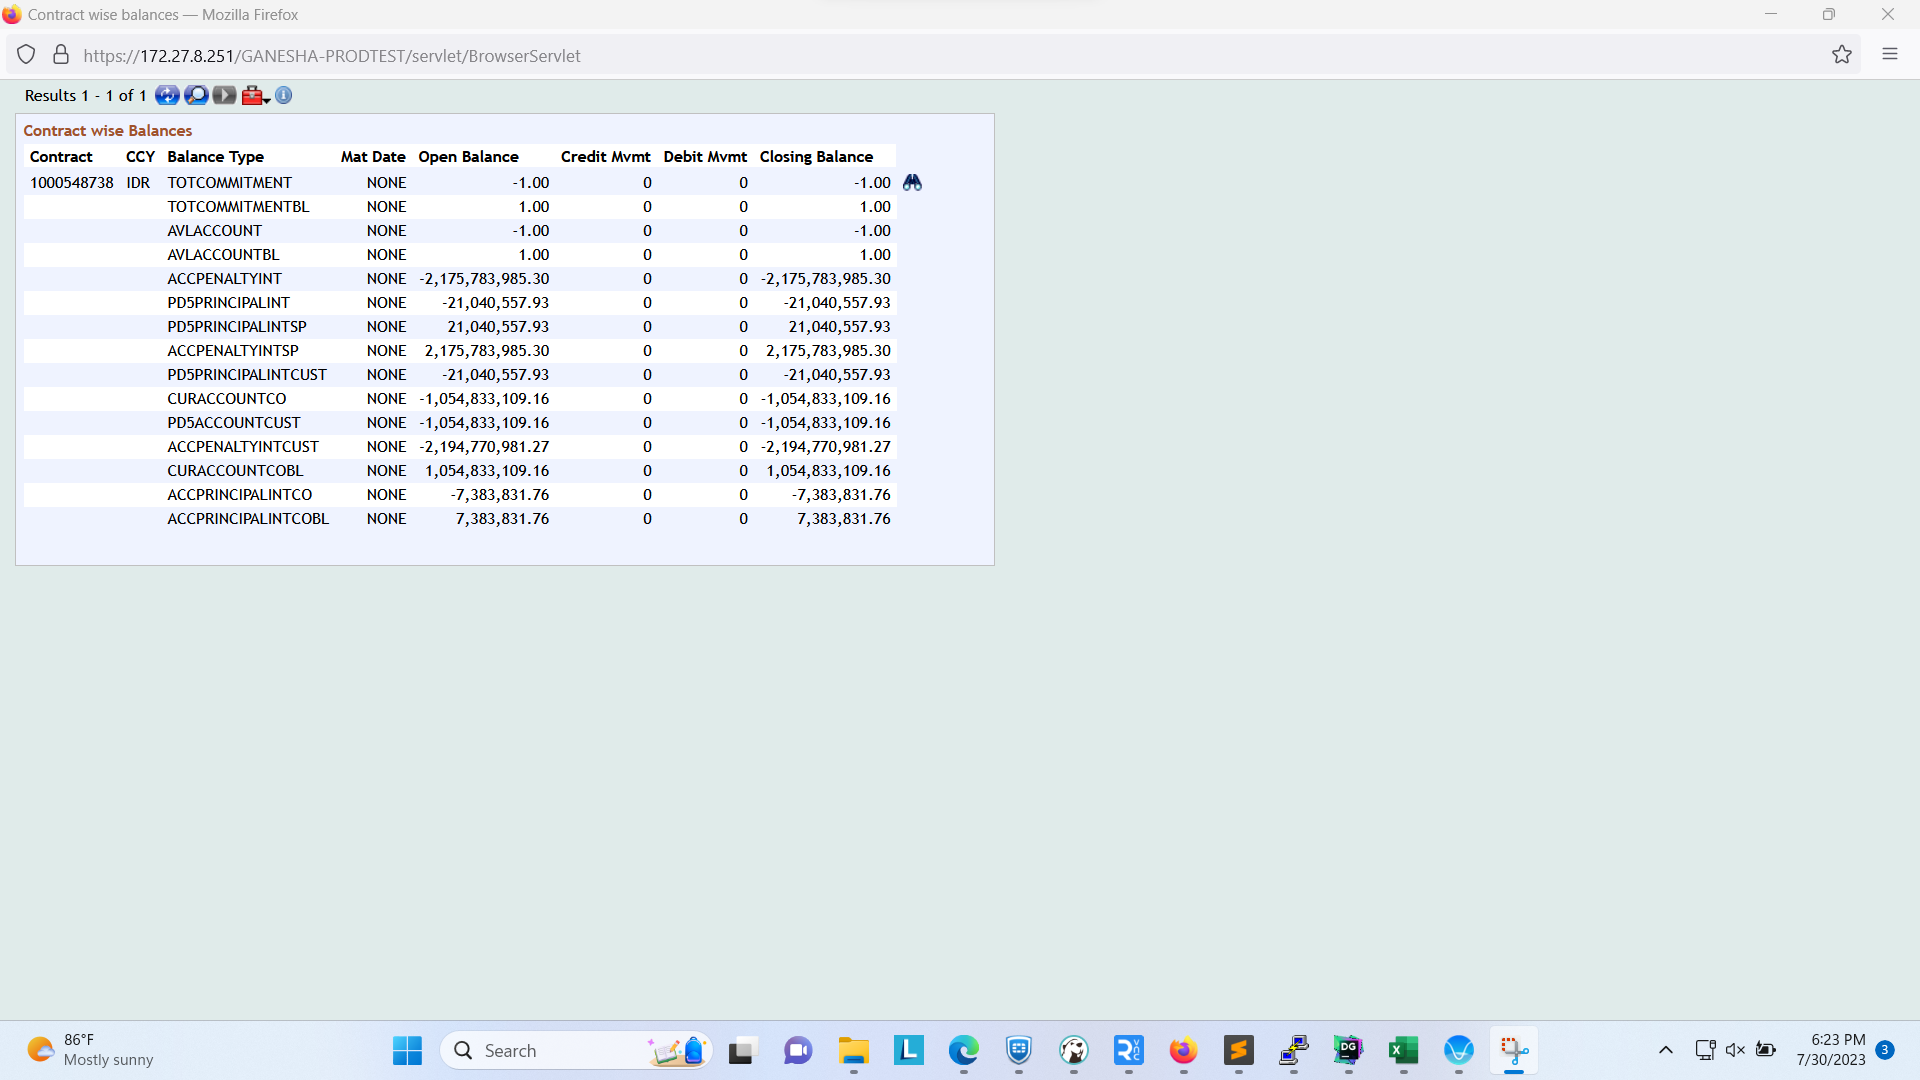 Contract wise balances — Mozilla Firefox
https://172.27.8.251/GANESHA-PRODTEST/servlet/BrowserServlet
Results 1 - 1 of 1
Contract wise Balances
Contract CCY Balance Type Mat Date Open Balance Credit Mvmt Debit Mvmt Closing Balance
1000548738 IDR TOTCOMMITMENT NONE -1.00 0 0 -1.00
TOTCOMMITMENTBL NONE 1.00 0 0 1.00
AVLACCOUNT NONE -1.00 0 0 -1.00
AVLACCOUNTBL NONE 1.00 0 0 1.00
ACCPENALTYINT NONE -2,175,783,985.30 0 0 -2,175,783,985.30
PD5PRINCIPALINT NONE -21,040,557.93 0 0 -21,040,557.93
PD5PRINCIPALINTSP NONE 21,040,557.93 0 0 21,040,557.93
ACCPENALTYINTSP NONE 2,175,783,985.30 0 0 2,175,783,985.30
PD5PRINCIPALINTCUST NONE -21,040,557.93 0 0 -21,040,557.93
CURACCOUNTCO NONE -1,054,833,109.16 0 0 -1,054,833,109.16
PD5ACCOUNTCUST NONE -1,054,833,109.16 0 0 -1,054,833,109.16
ACCPENALTYINTCUST NONE -2,194,770,981.27 0 0 -2,194,770,981.27
CURACCOUNTCOBL NONE 1,054,833,109.16 0 0 1,054,833,109.16
ACCPRINCIPALINTCO NONE -7,383,831.76 0 0 -7,383,831.76
ACCPRINCIPALINTCOBL NONE 7,383,831.76 0 0 7,383,831.76
86°F
Mostly sunny
Search
L
DG
6:23 PM
7/30/2023
3